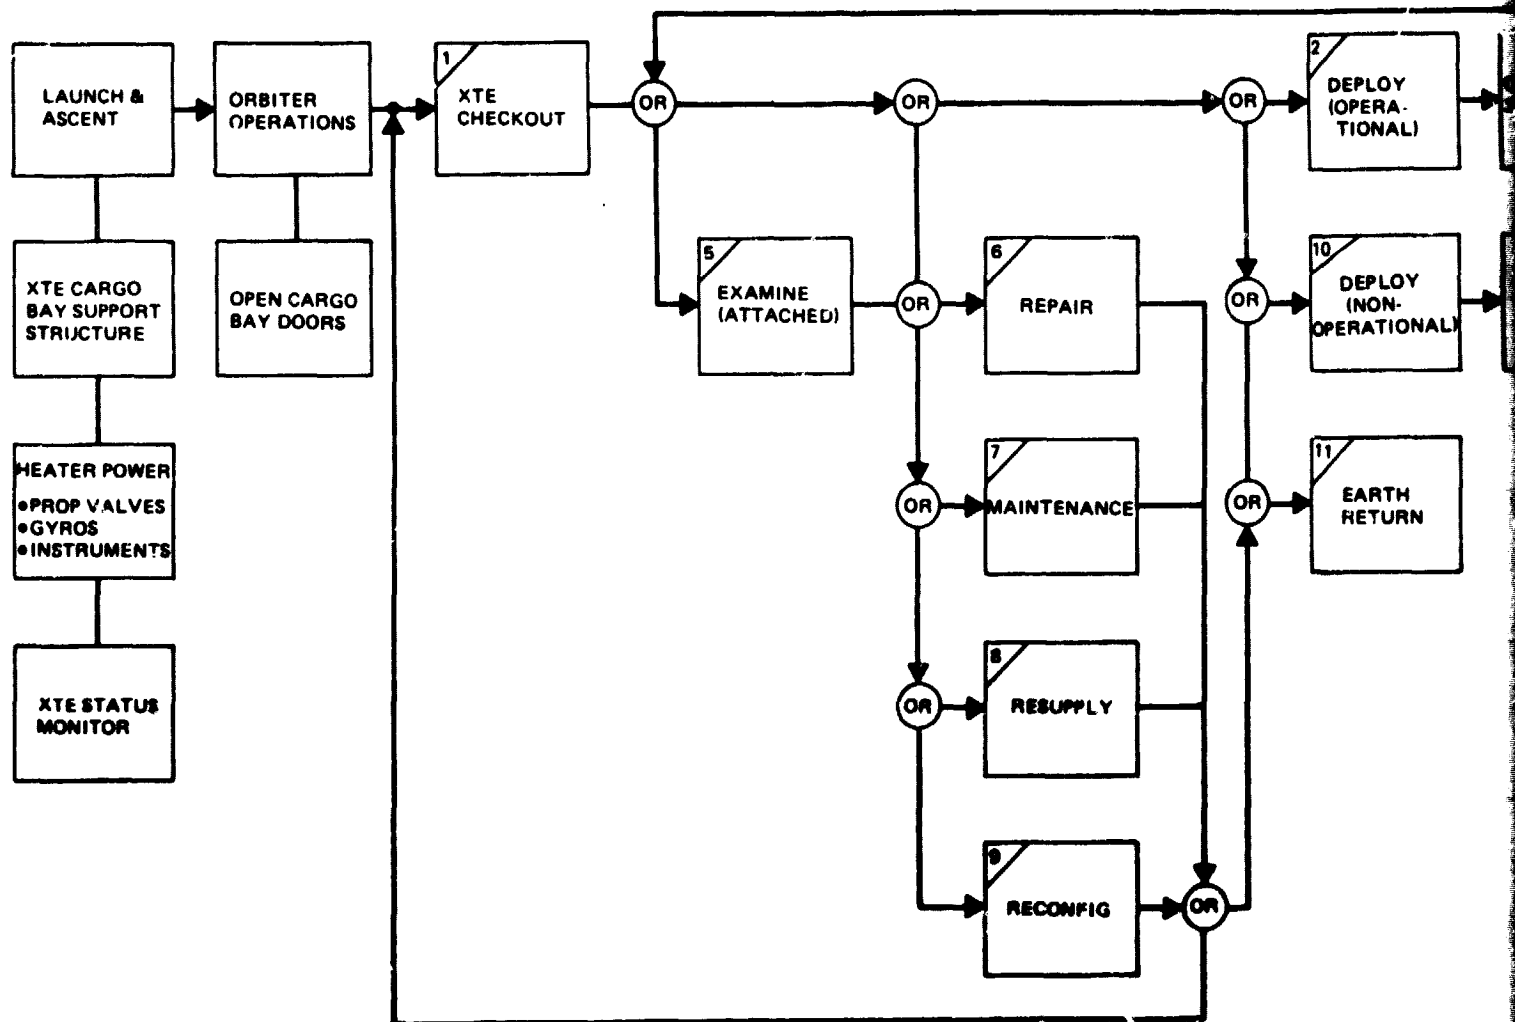 LAUNCH &
ASCENT
ORBITER
OPERATIONS
1
XTE
CHECKOUT
OR
OR
OR
2
DEPLOY
(OPERA-
TIONAL)
XTE CARGO
BAY SUPPORT
STRUCTURE
OPEN CARGO
BAY DOORS
5
EXAMINE
(ATTACHED)
OR
6
REPAIR
OR
10
DEPLOY
(NON-
OPERATIONAL)
HEATER POWER
•PROP VALVES
•GYROS
•INSTRUMENTS
OR
7
MAINTENANCE
OR
11
EARTH
RETURN
XTE STATUS
MONITOR
OR
8
RESUPPLY
9
RECONFIG
OR